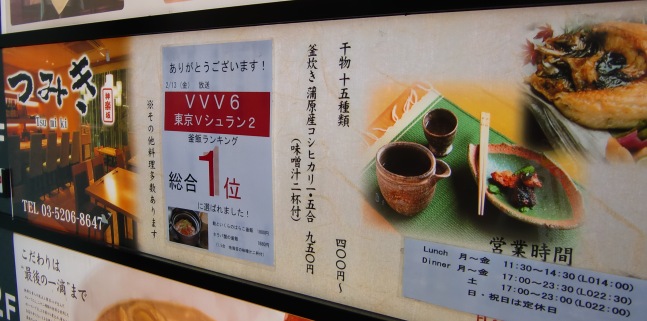 つみき
神楽坂
Tsumiki
TEL 03-5206-8647
※その他料理多数あります
ありがとうございます!
2/13(金) 放送
VVV6
東京Vシュラン2
釜飯ランキング
総合1位
に選ばれました!
干物十五種類 四〇〇円〜
釜炊き蒲原産コシヒカリ一・五合 九五〇円
(味噌汁二杯付)
営業時間
Lunch 月〜金 11:30〜14:30(LO14:00)
Dinner 月〜金 17:00〜23:30(LO22:30)
土 17:00〜23:00(LO22:00)
日・祝日は定休日
こだわりは
"最後の一滴"まで
F